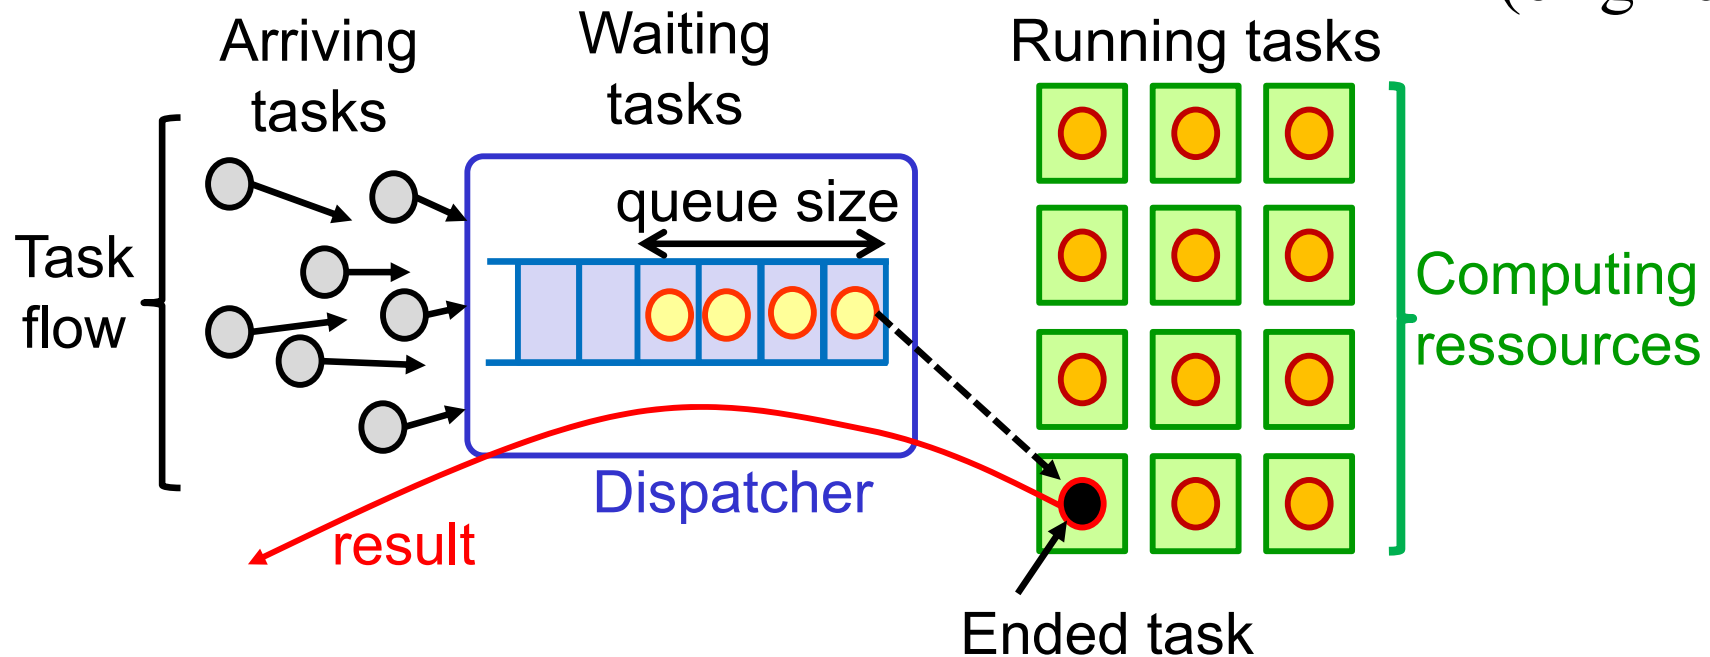 Arriving
tasks
Waiting
tasks
Running tasks
queue size
Task
flow
Computing
ressources
Dispatcher
result
Ended task